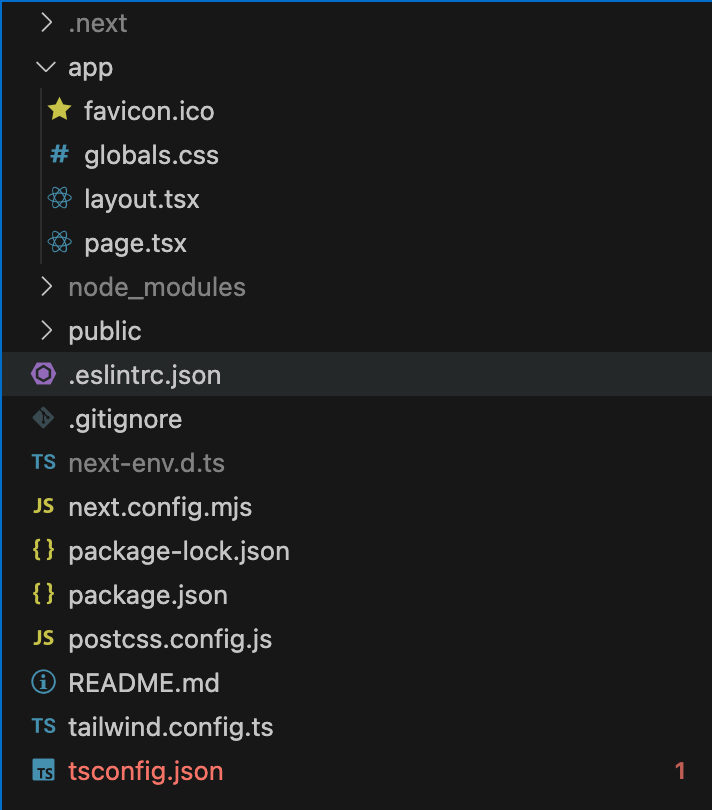 .next
app
favicon.ico
# globals.css
layout.tsx
page.tsx
node_modules
public
.eslintrc.json
.gitignore
TS next-env.d.ts
JS next.config.mjs
{ } package-lock.json
{ } package.json
JS postcss.config.js
README.md
TS tailwind.config.ts
TS tsconfig.json 1